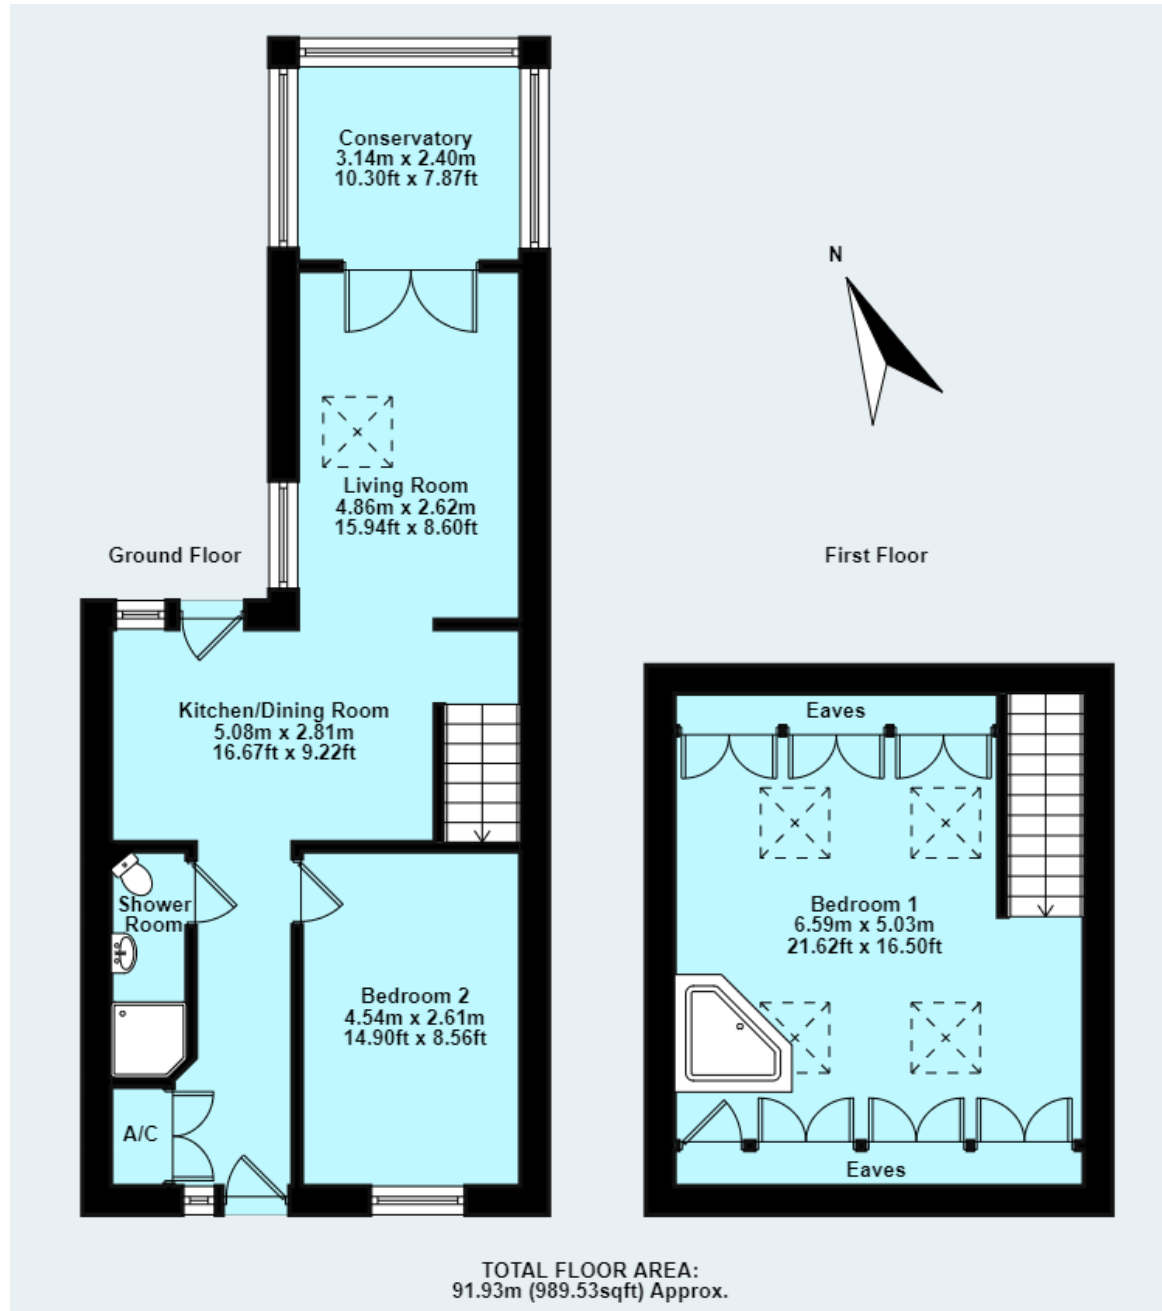 Conservatory
3.14m x 2.40m
10.30ft x 7.87ft
N
Living Room
4.86m x 2.62m
15.94ft x 8.60ft
Ground Floor
First Floor
Kitchen/Dining Room
5.08m x 2.81m
16.67ft x 9.22ft
Eaves
Shower
Room
Bedroom 1
6.59m x 5.03m
21.62ft x 16.50ft
Bedroom 2
4.54m x 2.61m
14.90ft x 8.56ft
A/C
Eaves
TOTAL FLOOR AREA:
91.93m (989.53sqft) Approx.